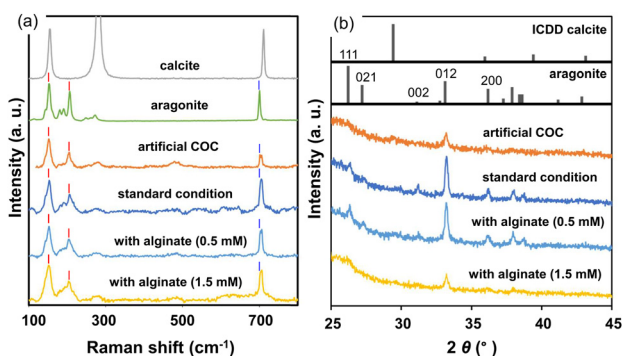 (a)
calcite
aragonite
artificial COC
standard condition
with alginate (0.5 mM)
with alginate (1.5 mM)
Intensity (a. u.)
100 300 500 700
Raman shift (cm-1)
(b)
ICDD calcite
111
021
002
012
200
aragonite
artificial COC
standard condition
with alginate (0.5 mM)
with alginate (1.5 mM)
Intensity (a. u.)
25 30 35 40 45
2 θ (° )